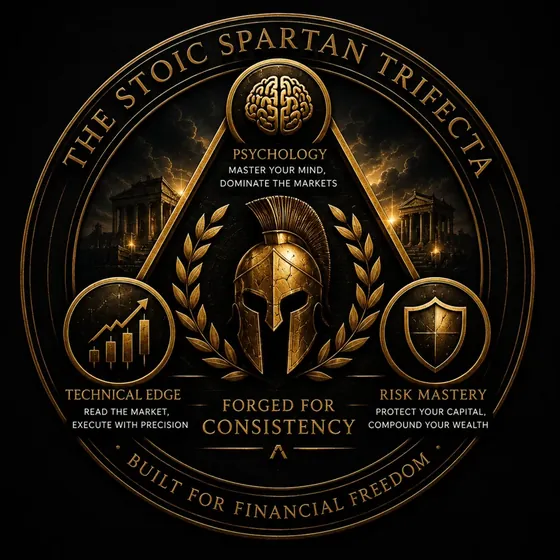 THE STOIC SPARTAN TRIFECTA
PSYCHOLOGY
MASTER YOUR MIND,
DOMINATE THE MARKETS
TECHNICAL EDGE
READ THE MARKET,
EXECUTE WITH PRECISION
FORGED FOR
CONSISTENCY
RISK MASTERY
PROTECT YOUR CAPITAL,
COMPOUND YOUR WEALTH
· BUILT FOR FINANCIAL FREEDOM ·